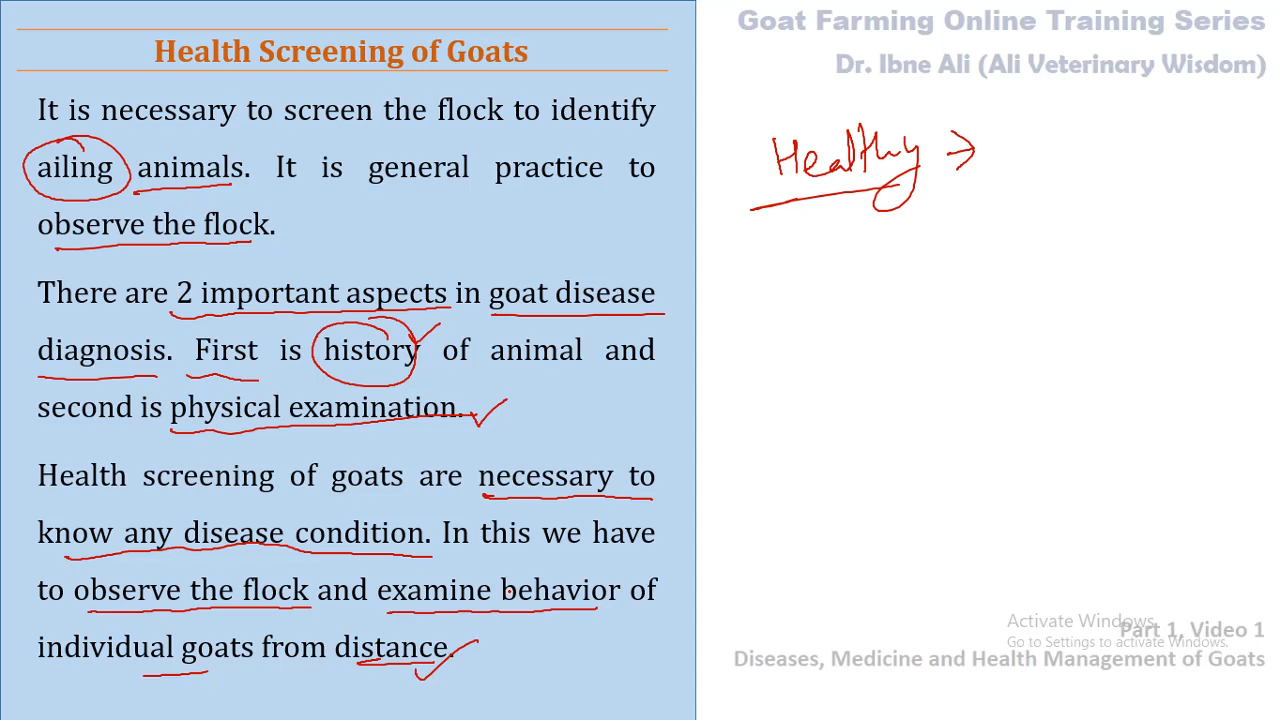 Health Screening of Goats
It is necessary to screen the flock to identify
ailing animals. It is general practice to
observe the flock.
There are 2 important aspects in goat disease
diagnosis. First is history of animal and
second is physical examination.
Health screening of goats are necessary to
know any disease condition. In this we have
to observe the flock and examine behavior of
individual goats from distance.
Goat Farming Online Training Series
Dr. Ibne Ali (Ali Veterinary Wisdom)
Healthy →
Activate Windows
Part 1, Video 1
Go to Settings to activate Windows.
Diseases, Medicine and Health Management of Goats